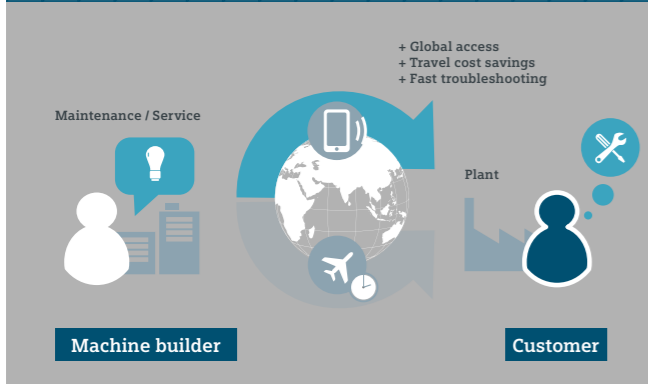 + Global access
+ Travel cost savings
+ Fast troubleshooting
Maintenance / Service
Plant
Machine builder
Customer